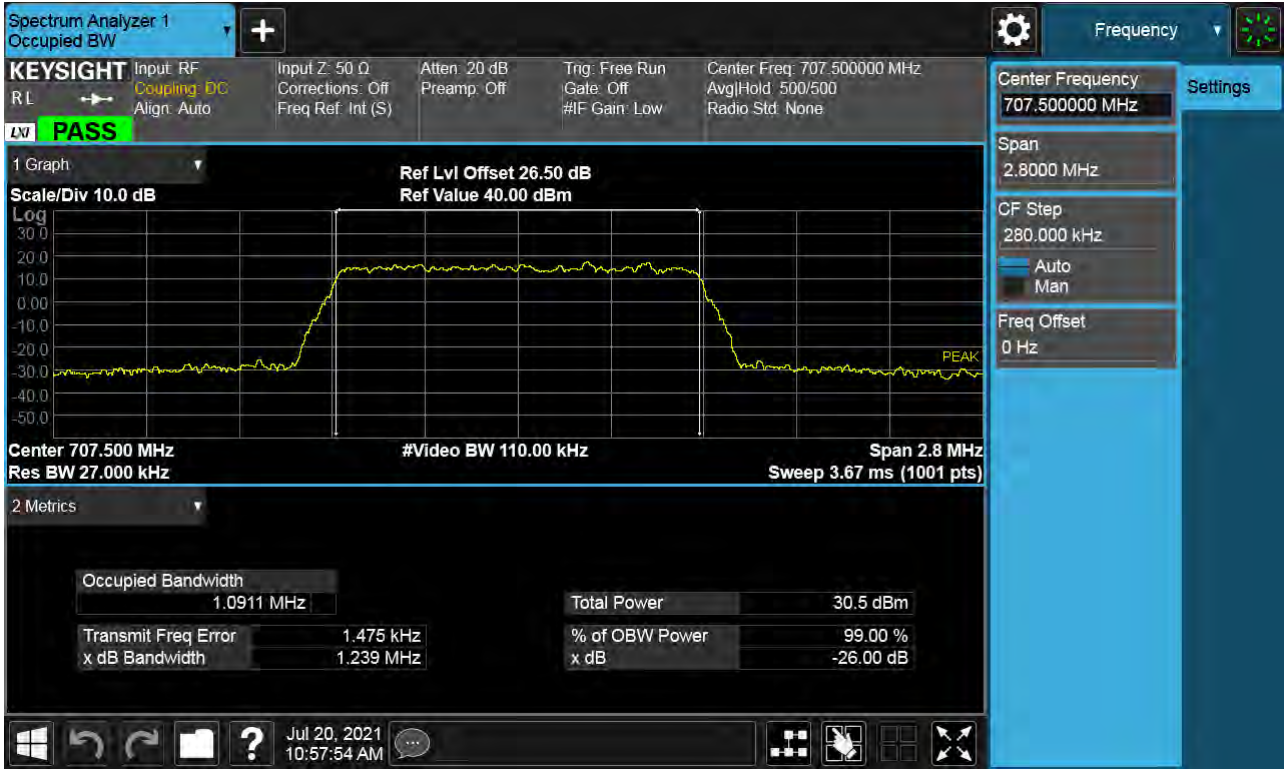 Spectrum Analyzer 1
Occupied BW
+
Frequency
KEYSIGHT
RL
LXI
PASS
Input: RF
Coupling: DC
Align: Auto
Input Z: 50 Ω
Corrections: Off
Freq Ref: Int (S)
Atten: 20 dB
Preamp: Off
Trig: Free Run
Gate: Off
#IF Gain: Low
Center Freq: 707.500000 MHz
Avg|Hold: 500/500
Radio Std: None
Center Frequency
707.500000 MHz
Settings
Span
2.8000 MHz
CF Step
280.000 kHz
Auto
Man
Freq Offset
0 Hz
1 Graph
Scale/Div 10.0 dB
Ref Lvl Offset 26.50 dB
Ref Value 40.00 dBm
Log
30.0
20.0
10.0
0.00
-10.0
-20.0
-30.0
-40.0
-50.0
PEAK
Center 707.500 MHz
#Video BW 110.00 kHz
Span 2.8 MHz
Res BW 27.000 kHz
Sweep 3.67 ms (1001 pts)
2 Metrics
Occupied Bandwidth
1.0911 MHz
Total Power 30.5 dBm
Transmit Freq Error 1.475 kHz
% of OBW Power 99.00 %
x dB Bandwidth 1.239 MHz
x dB -26.00 dB
?
Jul 20, 2021
10:57:54 AM